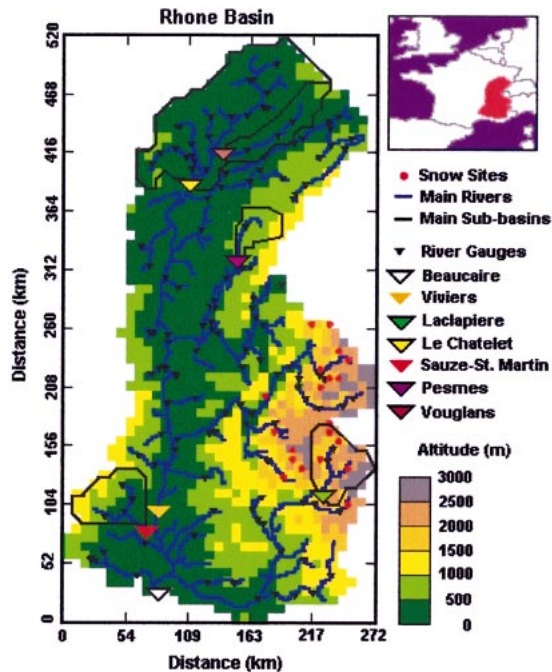 Rhone Basin
520
468
416
364
312
260
208
156
104
52
0
Distance (km)
0 54 109 163 217 272
Distance (km)
Snow Sites
Main Rivers
Main Sub-basins
River Gauges
Beaucaire
Viviers
Laclapiere
Le Chatelet
Sauze-St. Martin
Pesmes
Vouglans
Altitude (m)
3000
2500
2000
1500
1000
500
0